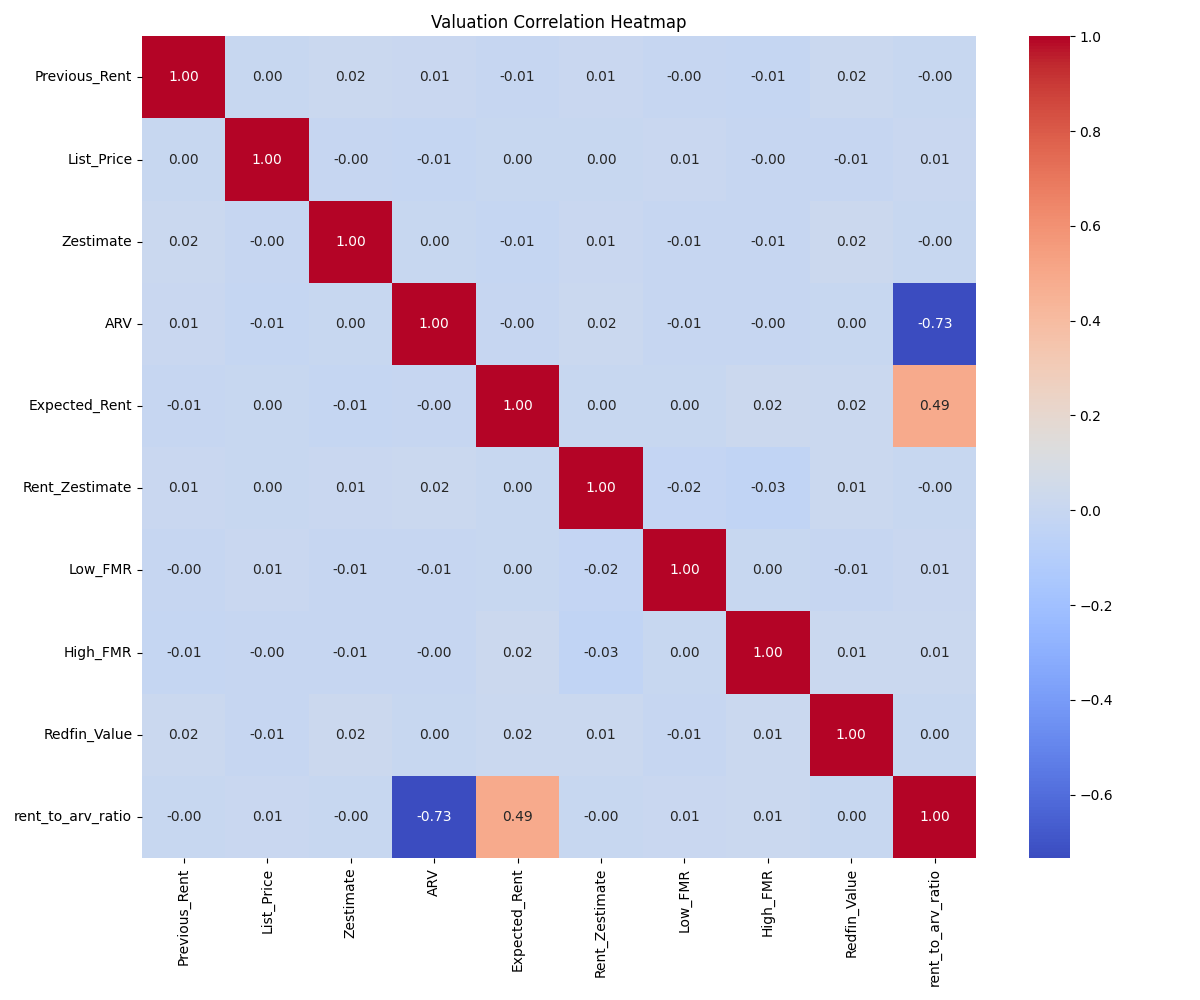 Valuation Correlation Heatmap
Previous_Rent 1.00 0.00 0.02 0.01 -0.01 0.01 -0.00 -0.01 0.02 -0.00
List_Price 0.00 1.00 -0.00 -0.01 0.00 0.00 0.01 -0.00 -0.01 0.01
Zestimate 0.02 -0.00 1.00 0.00 -0.01 0.01 -0.01 -0.01 0.02 -0.00
ARV 0.01 -0.01 0.00 1.00 -0.00 0.02 -0.01 -0.00 0.00 -0.73
Expected_Rent -0.01 0.00 -0.01 -0.00 1.00 0.00 0.00 0.02 0.02 0.49
Rent_Zestimate 0.01 0.00 0.01 0.02 0.00 1.00 -0.02 -0.03 0.01 -0.00
Low_FMR -0.00 0.01 -0.01 -0.01 0.00 -0.02 1.00 0.00 -0.01 0.01
High_FMR -0.01 -0.00 -0.01 -0.00 0.02 -0.03 0.00 1.00 0.01 0.01
Redfin_Value 0.02 -0.01 0.02 0.00 0.02 0.01 -0.01 0.01 1.00 0.00
rent_to_arv_ratio -0.00 0.01 -0.00 -0.73 0.49 -0.00 0.01 0.01 0.00 1.00
Previous_Rent
List_Price
Zestimate
ARV
Expected_Rent
Rent_Zestimate
Low_FMR
High_FMR
Redfin_Value
rent_to_arv_ratio
1.0
0.8
0.6
0.4
0.2
0.0
−0.2
−0.4
−0.6